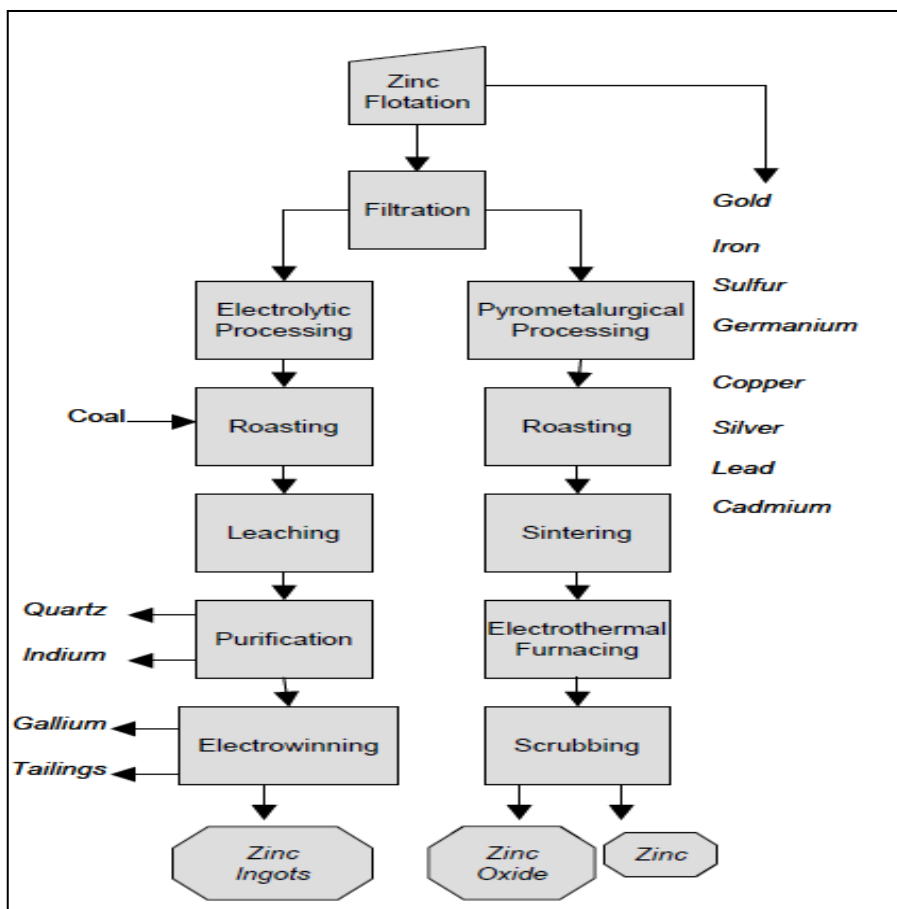 Zinc
Flotation
Filtration
Gold
Iron
Sulfur
Germanium
Copper
Silver
Lead
Cadmium
Electrolytic
Processing
Pyrometalurgical
Processing
Coal
Roasting
Roasting
Leaching
Sintering
Quartz
Indium
Purification
Electrothermal
Furnacing
Gallium
Tailings
Electrowinning
Scrubbing
Zinc
Ingots
Zinc
Oxide
Zinc